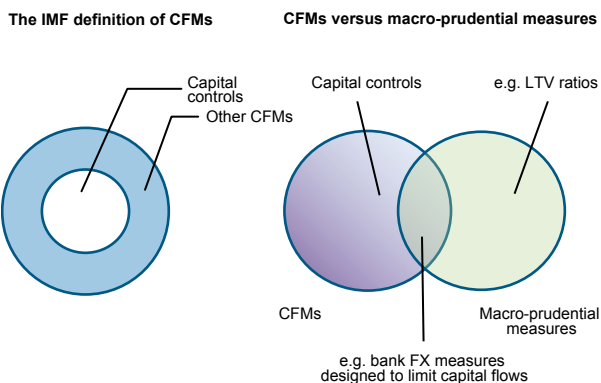 The IMF definition of CFMs
CFMs versus macro-prudential measures
Capital
controls
Other CFMs
Capital controls
e.g. LTV ratios
CFMs
Macro-prudential
measures
e.g. bank FX measures
designed to limit capital flows